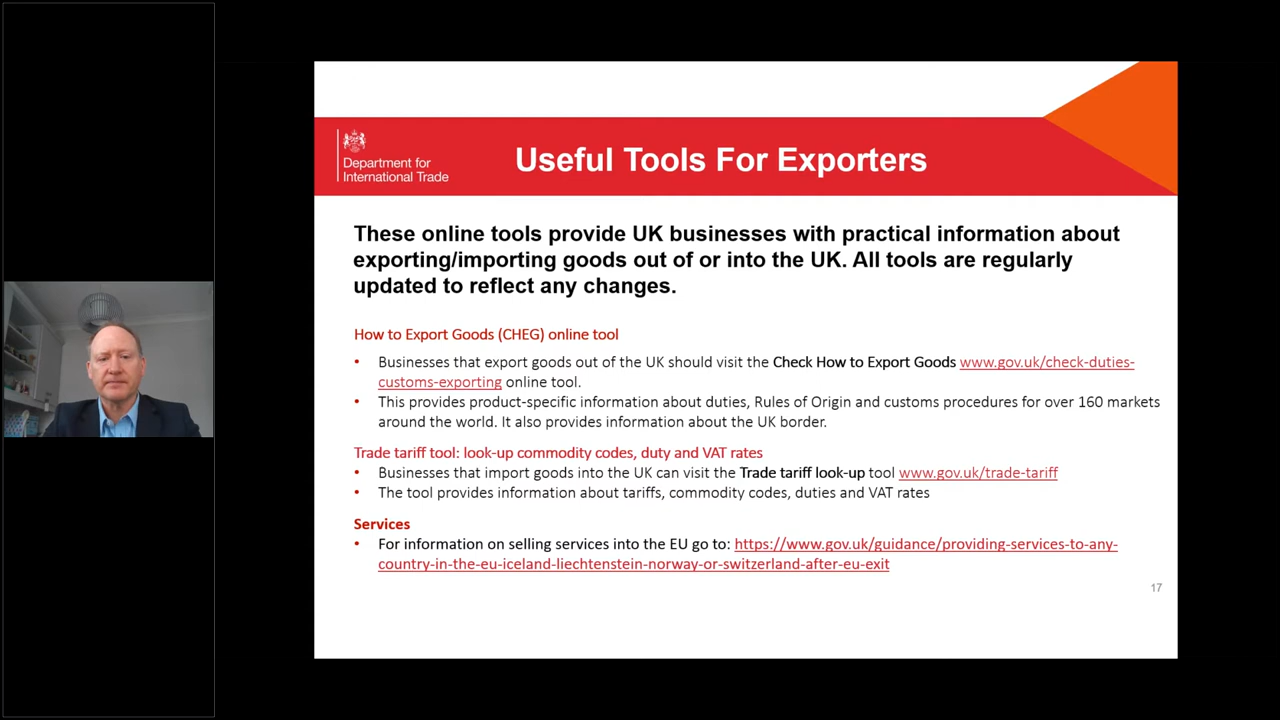 Department for
International Trade
Useful Tools For Exporters
These online tools provide UK businesses with practical information about
exporting/importing goods out of or into the UK. All tools are regularly
updated to reflect any changes.
How to Export Goods (CHEG) online tool
• Businesses that export goods out of the UK should visit the Check How to Export Goods www.gov.uk/check-duties-
customs-exporting online tool.
• This provides product-specific information about duties, Rules of Origin and customs procedures for over 160 markets
around the world. It also provides information about the UK border.
Trade tariff tool: look-up commodity codes, duty and VAT rates
• Businesses that import goods into the UK can visit the Trade tariff look-up tool www.gov.uk/trade-tariff
• The tool provides information about tariffs, commodity codes, duties and VAT rates
Services
• For information on selling services into the EU go to: https://www.gov.uk/guidance/providing-services-to-any-
country-in-the-eu-iceland-liechtenstein-norway-or-switzerland-after-eu-exit
17